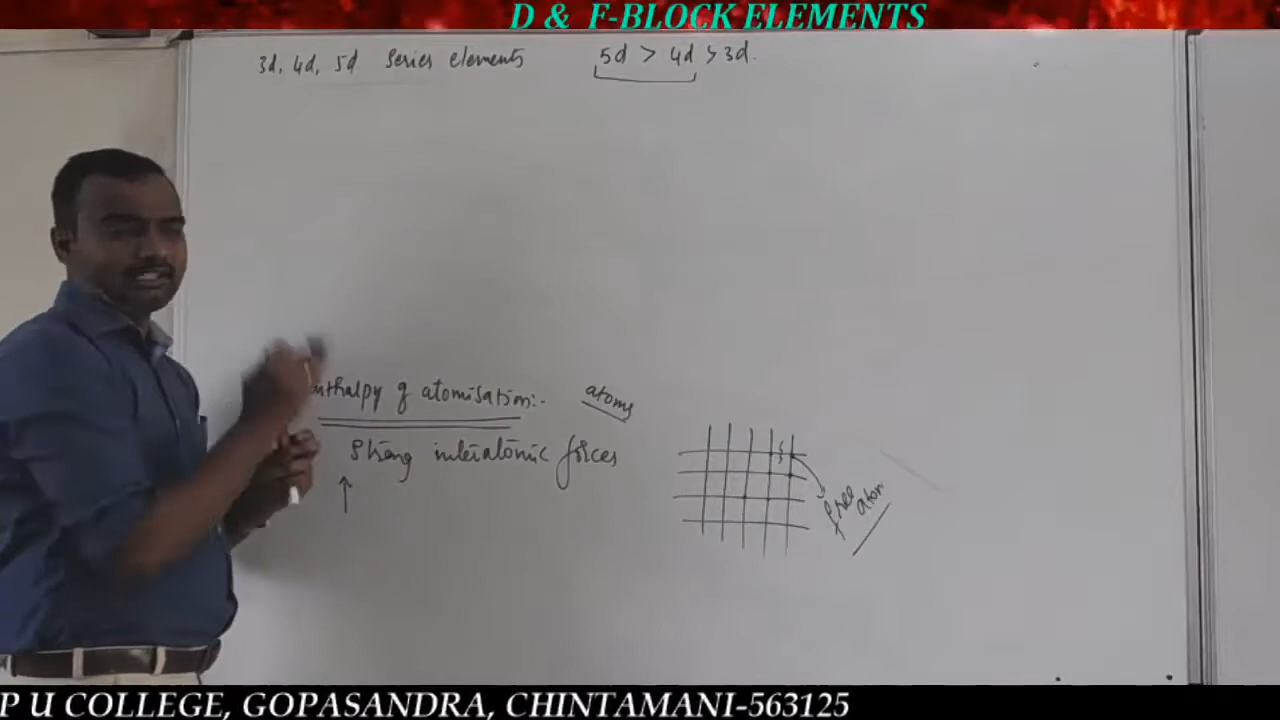 D & F-BLOCK ELEMENTS
3d, 4d, 5d Series elements 5d > 4d > 3d.
nthalpy of atomisation:- atoms
Strong interatomic forces
↑
free
atom
P U COLLEGE, GOPASANDRA, CHINTAMANI-563125